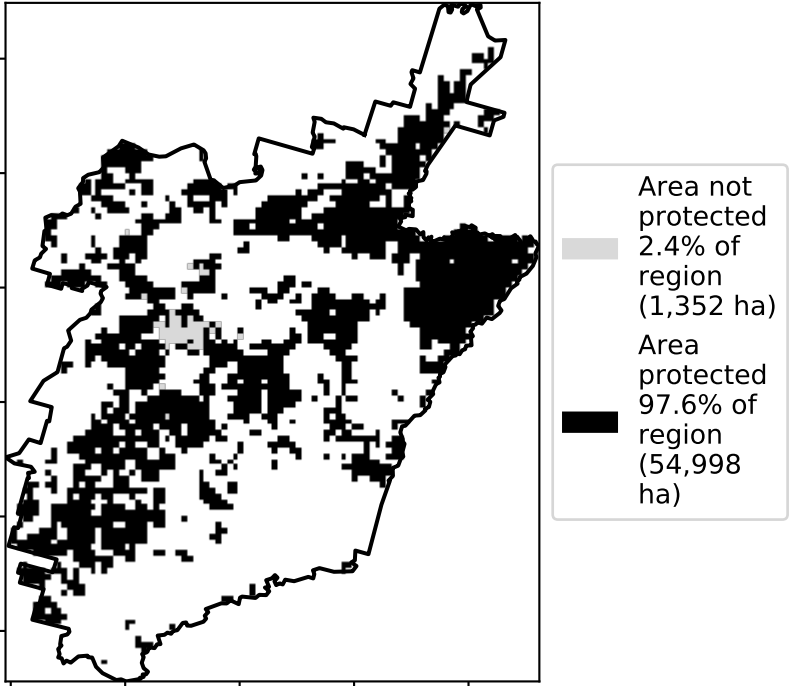 Area not
protected
2.4% of
region
(1,352 ha)
Area
protected
97.6% of
region
(54,998
ha)